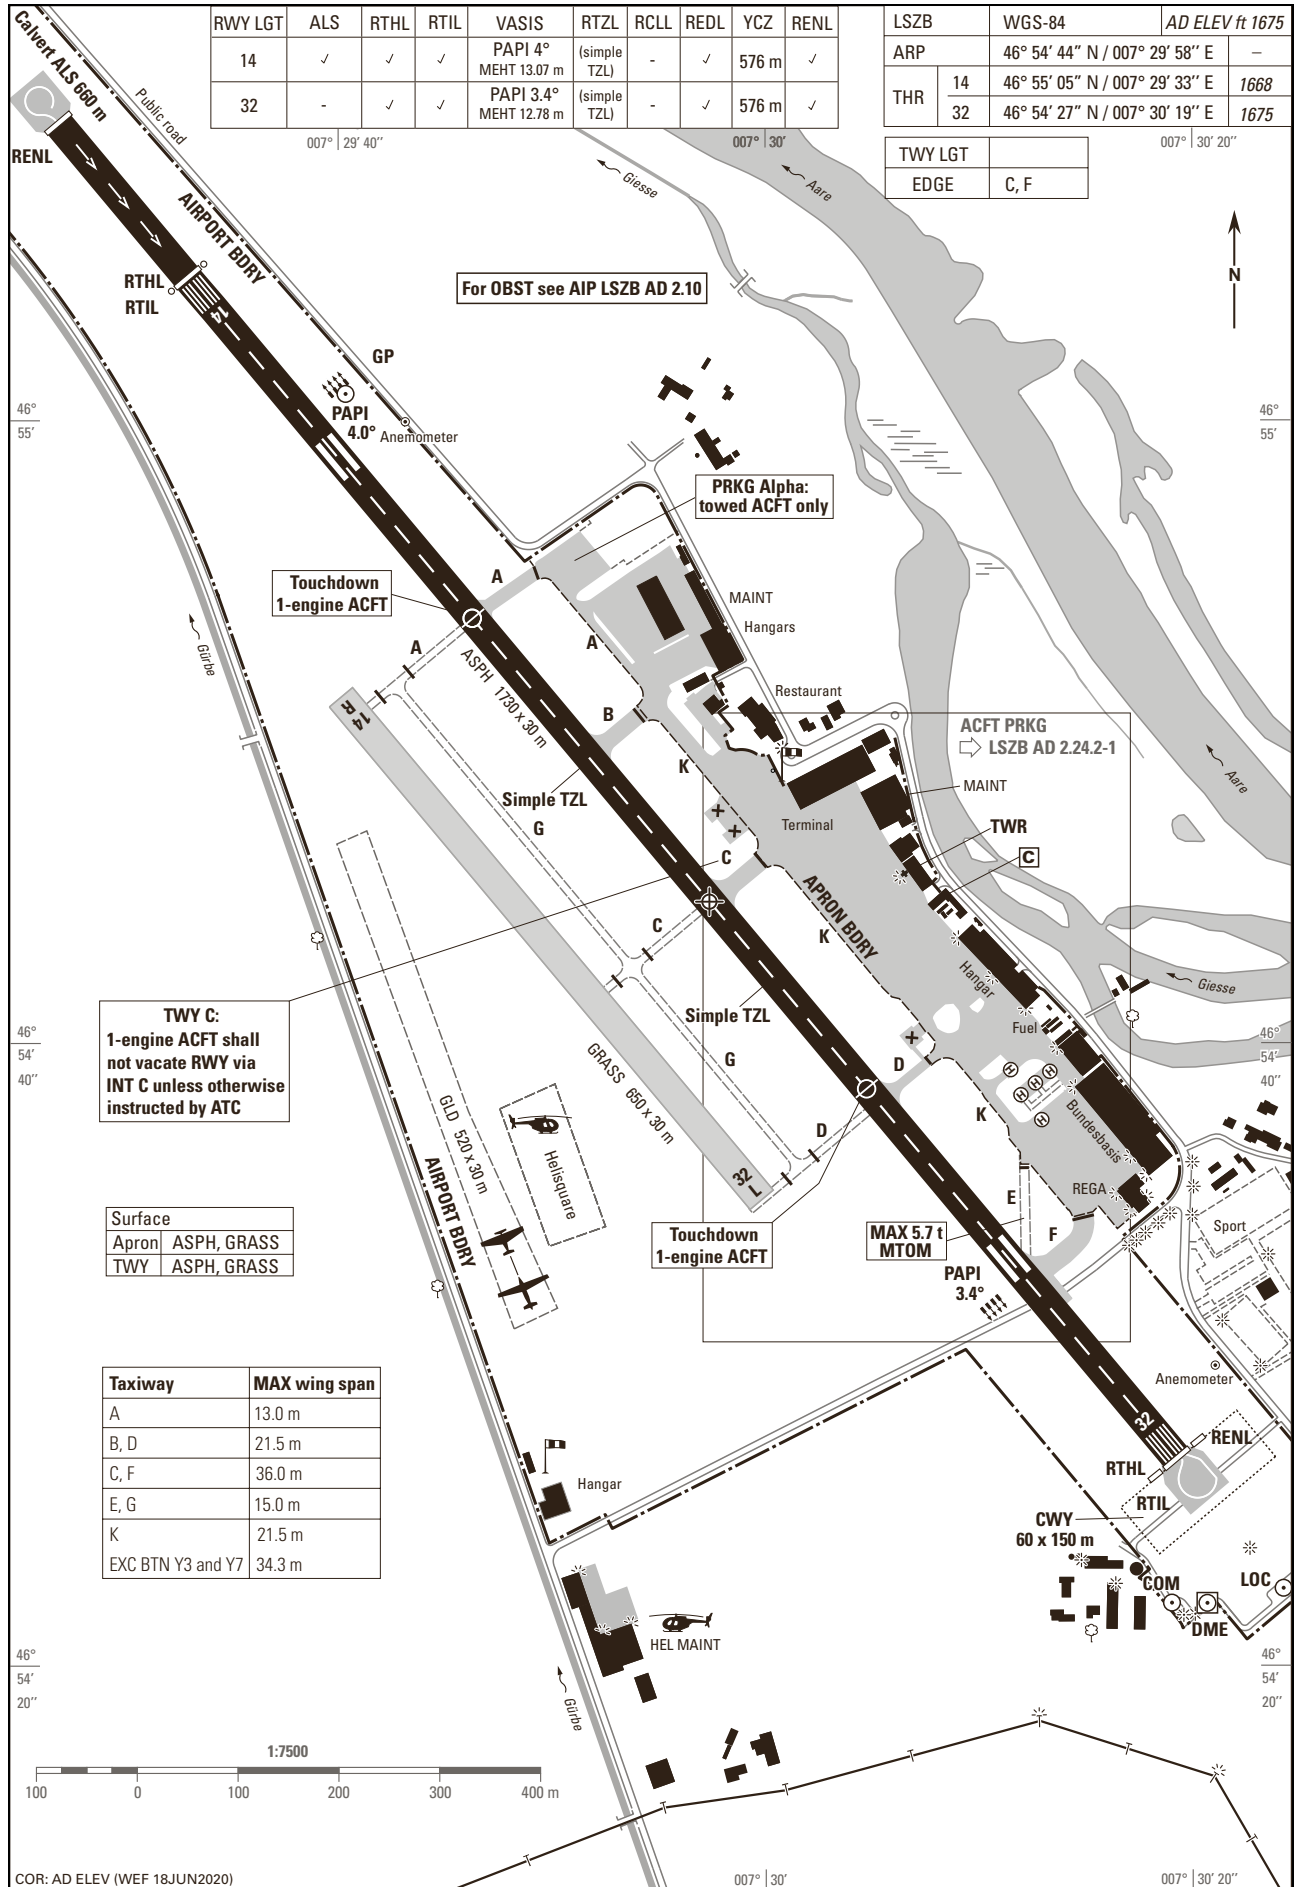 RWY LGT ALS RTHL RTIL VASIS RTZL RCLL REDL YCZ RENL
14 ✓ ✓ ✓ PAPI 4° MEHT 13.07 m (simple TZL) - ✓ 576 m ✓
32 - ✓ ✓ PAPI 3.4° MEHT 12.78 m (simple TZL) - ✓ 576 m ✓
LSZB WGS-84 AD ELEV ft 1675
ARP 46° 54' 44'' N / 007° 29' 58'' E –
THR 14 46° 55' 05'' N / 007° 29' 33'' E 1668
32 46° 54' 27'' N / 007° 30' 19'' E 1675
TWY LGT
EDGE C, F
Calvert ALS 660 m
Public road
007° 29' 40''
007° 30'
007° 30' 20''
RENL
Giesse
Aare
AIRPORT BDRY
N
RTHL
RTIL
14
For OBST see AIP LSZB AD 2.10
GP
PAPI
4.0°
Anemometer
46°
55'
46°
55'
PRKG Alpha:
towed ACFT only
Touchdown
1-engine ACFT
A
MAINT
Hangars
A
A
Gürbe
ASPH 1730 x 30 m
Restaurant
14
R
B
ACFT PRKG
LSZB AD 2.24.2-1
K
Aare
MAINT
Simple TZL
Terminal
G
TWR
C
C
APRON BDRY
K
C
Hangar
Giesse
TWY C:
1-engine ACFT shall
not vacate RWY via
INT C unless otherwise
instructed by ATC
Simple TZL
Fuel
46°
54'
40''
46°
54'
40''
GRASS 650 x 30 m
G
D
H
H
H
H
H
K
Bundesbasis
GLD 520 x 30 m
Helisquare
D
32
L
AIRPORT BDRY
REGA
E
F
Sport
Surface
Apron ASPH, GRASS
TWY ASPH, GRASS
Touchdown
1-engine ACFT
MAX 5.7 t
MTOM
PAPI
3.4°
Taxiway MAX wing span
A 13.0 m
B, D 21.5 m
C, F 36.0 m
E, G 15.0 m
K 21.5 m
EXC BTN Y3 and Y7 34.3 m
Anemometer
32
RENL
RTHL
RTIL
Hangar
CWY
60 x 150 m
COM
LOC
DME
HEL MAINT
46°
54'
20''
46°
54'
20''
Gürbe
1:7500
100 0 100 200 300 400 m
COR: AD ELEV (WEF 18JUN2020)
007° 30'
007° 30' 20''